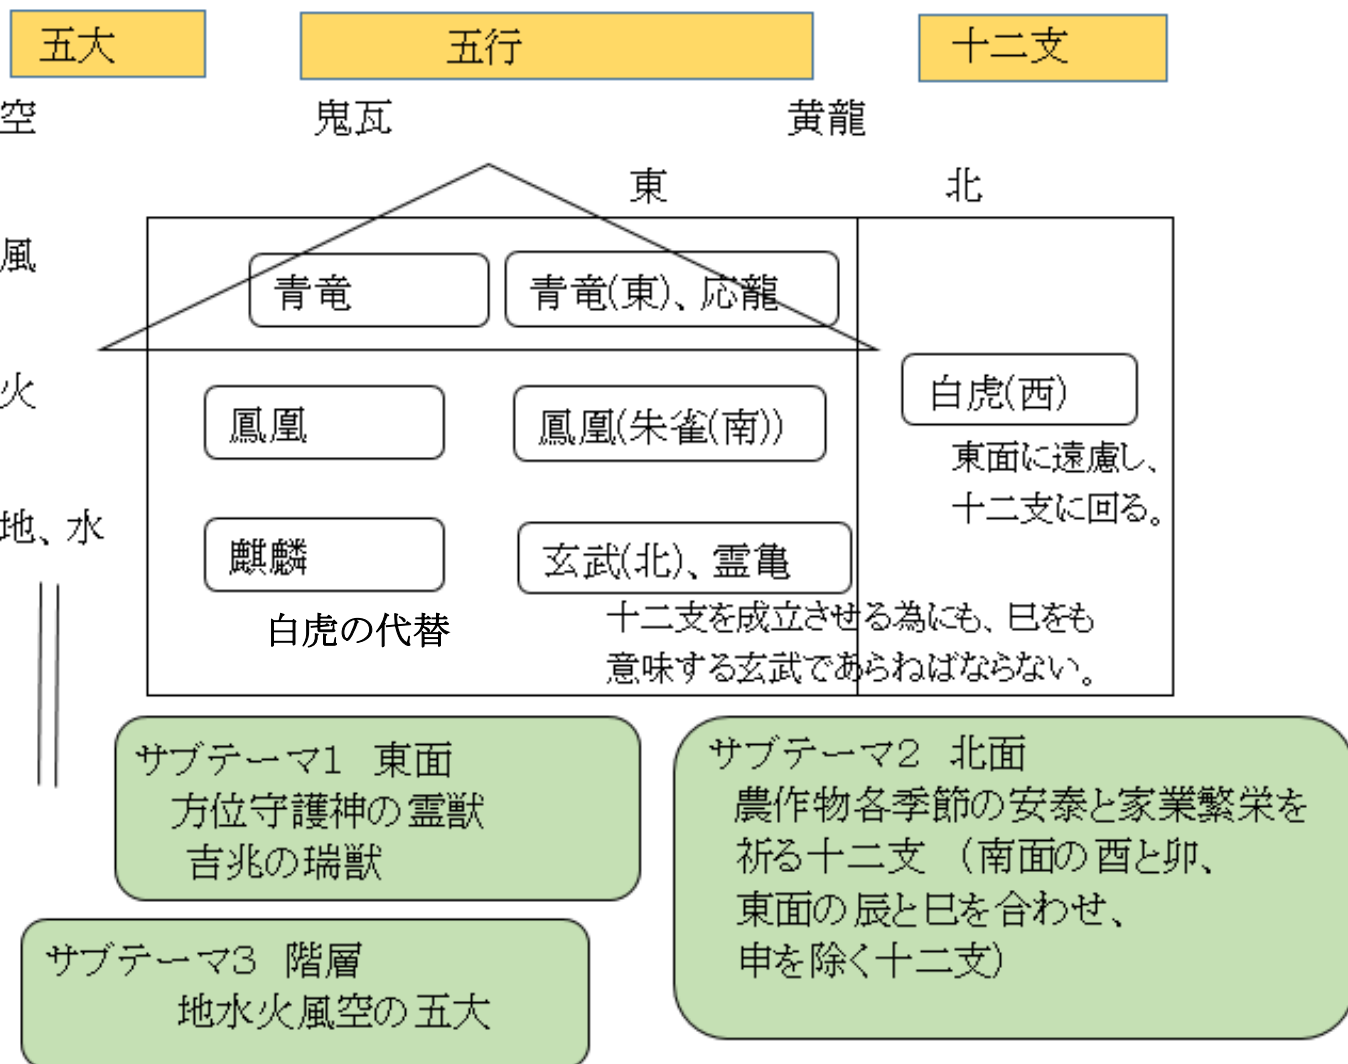 五大
五行
十二支
空
鬼瓦
黄龍
東
北
風
青竜
青竜(東)、応龍
火
白虎(西)
鳳凰
鳳凰(朱雀(南))
東面に遠慮し、
十二支に回る。
地、水
麒麟
玄武(北)、霊亀
白虎の代替
十二支を成立させる為にも、巳をも
意味する玄武であらねばならない。
サブテーマ1 東面
方位守護神の霊獣
吉兆の瑞獣
サブテーマ2 北面
農作物各季節の安泰と家業繁栄を
祈る十二支 (南面の酉と卯、
東面の辰と巳を合わせ、
申を除く十二支)
サブテーマ3 階層
地水火風空の五大